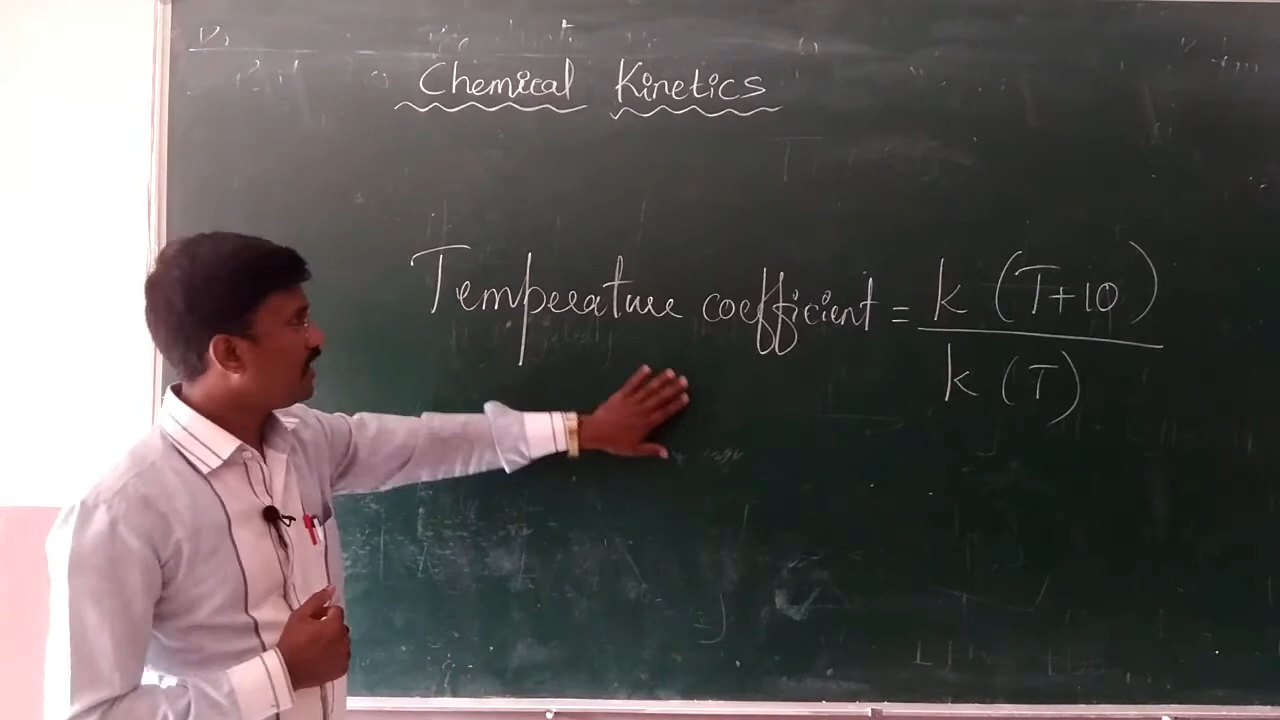 Chemical Kinetics
Temperature coefficient = k (T+10)
k (T)